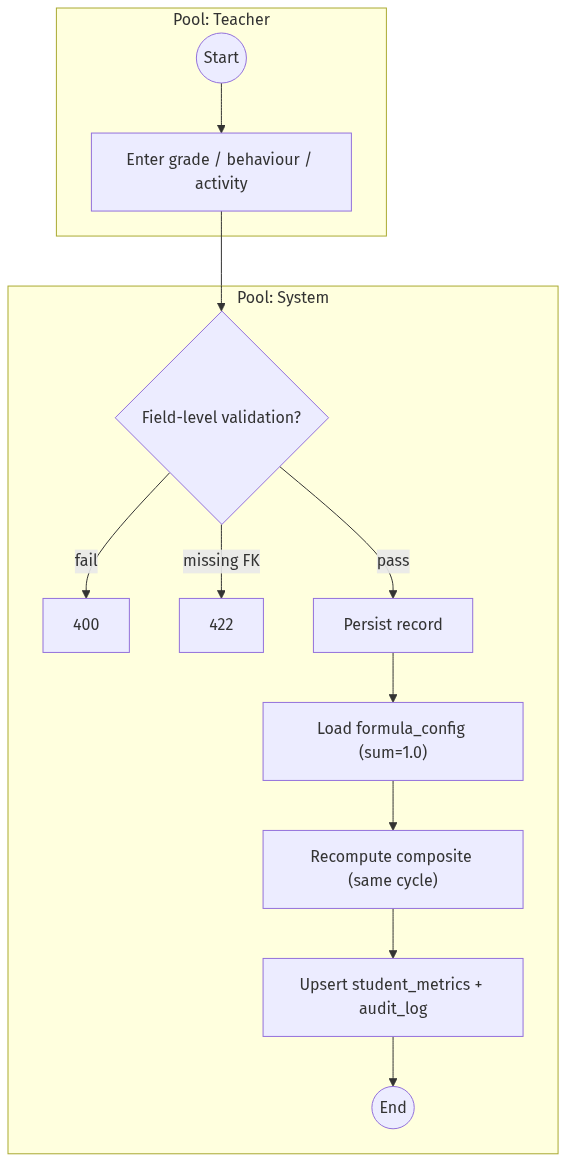 Pool: Teacher
Start
Enter grade / behaviour /
activity
Pool: System
Field-level validation?
fail
missing FK
pass
400
422
Persist record
Load formula_config
(sum=1.0)
Recompute composite
(same cycle)
Upsert student_metrics +
audit_log
End